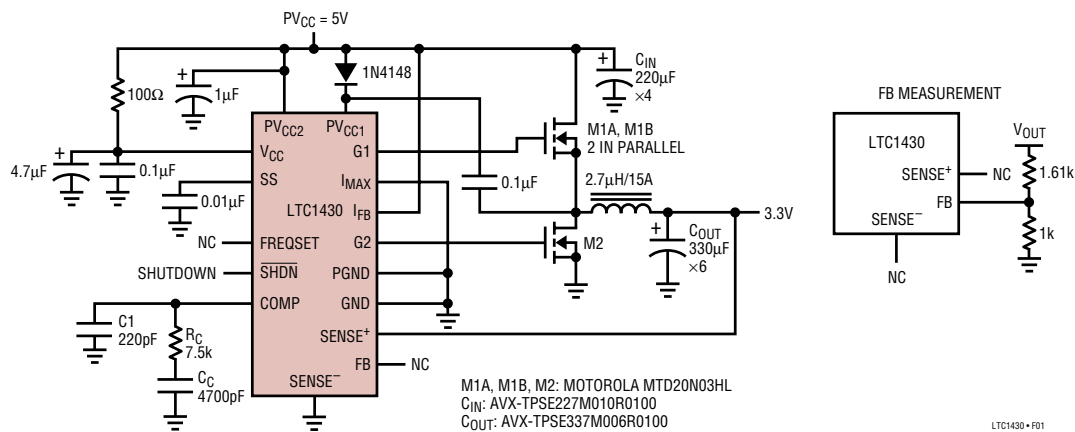 PVCC = 5V
1N4148
CIN
220µF
×4
100Ω
1µF
PVCC2
PVCC1
VCC
G1
M1A, M1B
2 IN PARALLEL
4.7µF
0.1µF
SS
IMAX
0.1µF
2.7µH/15A
0.01µF
LTC1430
IFB
3.3V
NC
FREQSET
G2
M2
COUT
330µF
×6
SHUTDOWN
SHDN
PGND
COMP
GND
C1
220pF
RC
7.5k
SENSE+
CC
4700pF
FB
NC
SENSE–
M1A, M1B, M2: MOTOROLA MTD20N03HL
CIN: AVX-TPSE227M010R0100
COUT: AVX-TPSE337M006R0100
FB MEASUREMENT
LTC1430
VOUT
SENSE+
NC
1.61k
FB
SENSE–
1k
NC
LTC1430 • F01